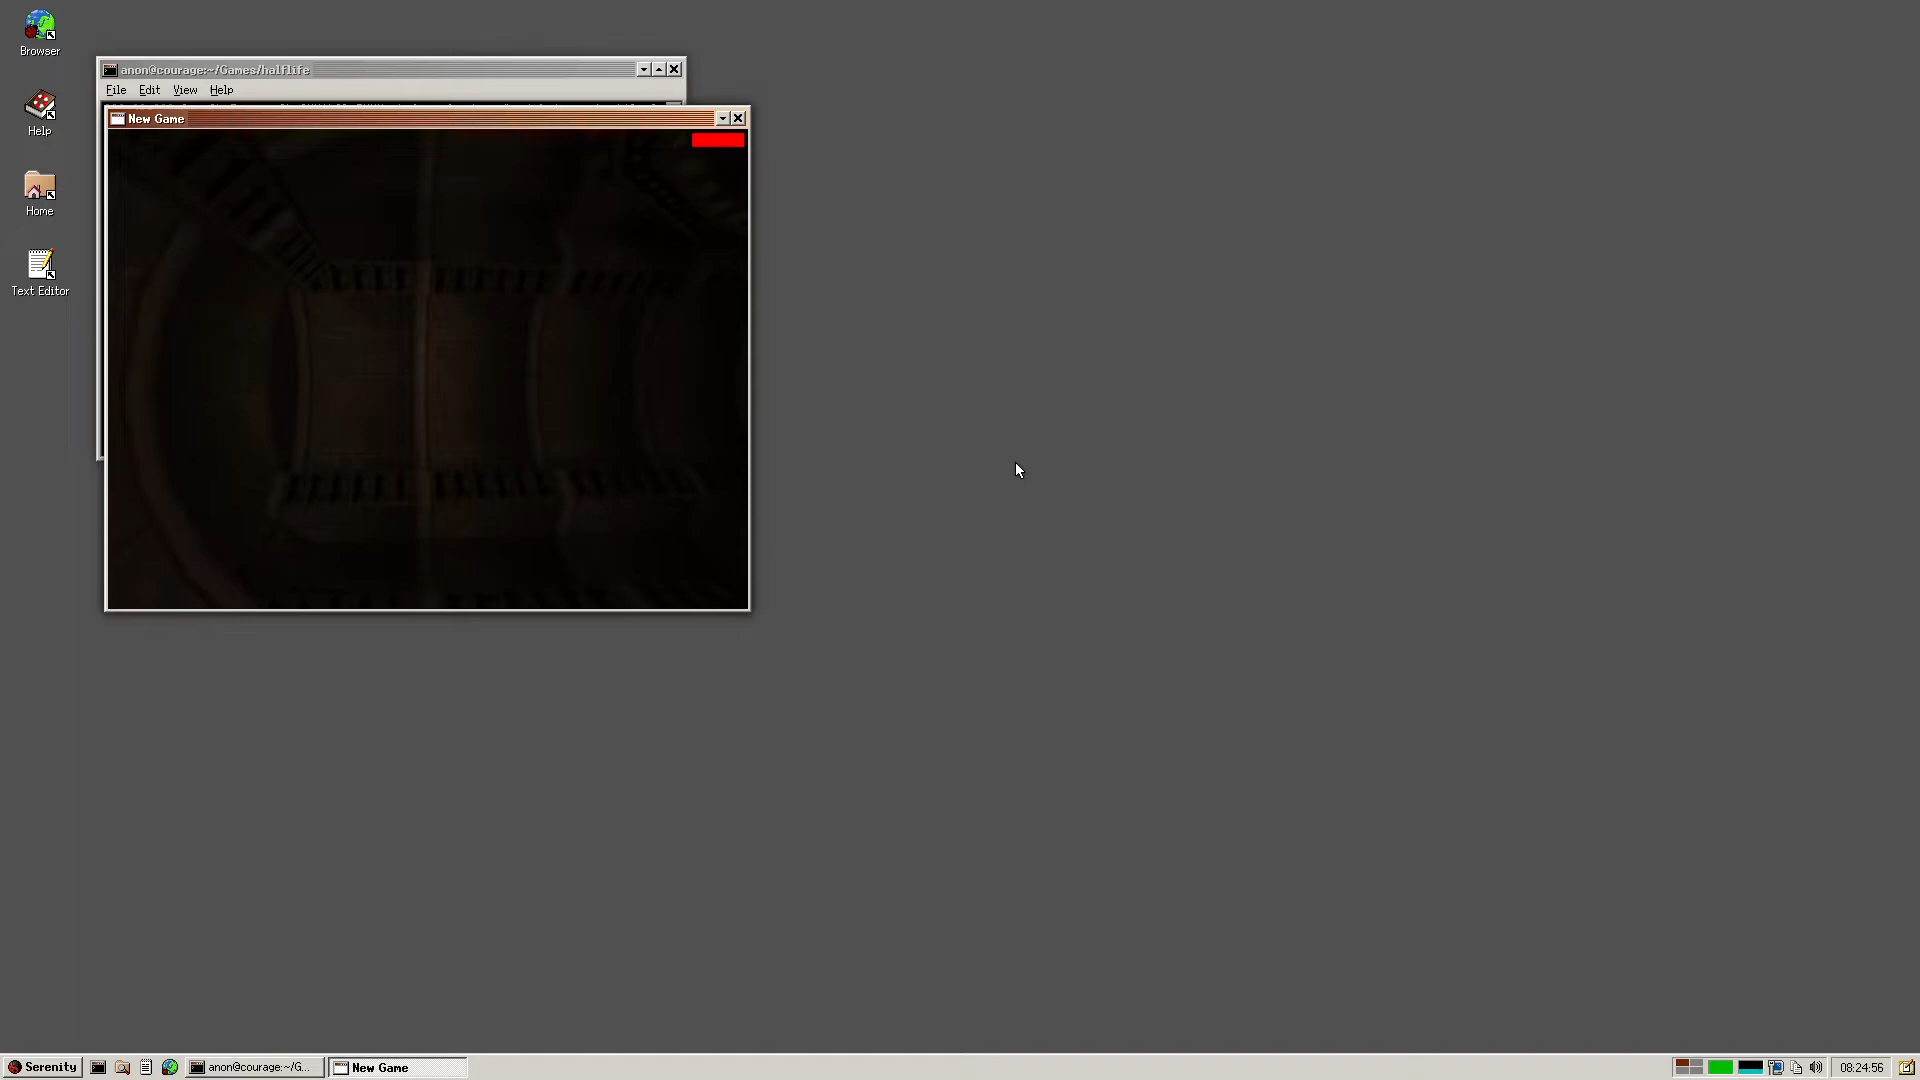 Browser
anon@courage:~/Games/halflife
File Edit View Help
New Game
Help
Home
Text Editor
Serenity
anon@courage:~/G...
New Game
08:24:56